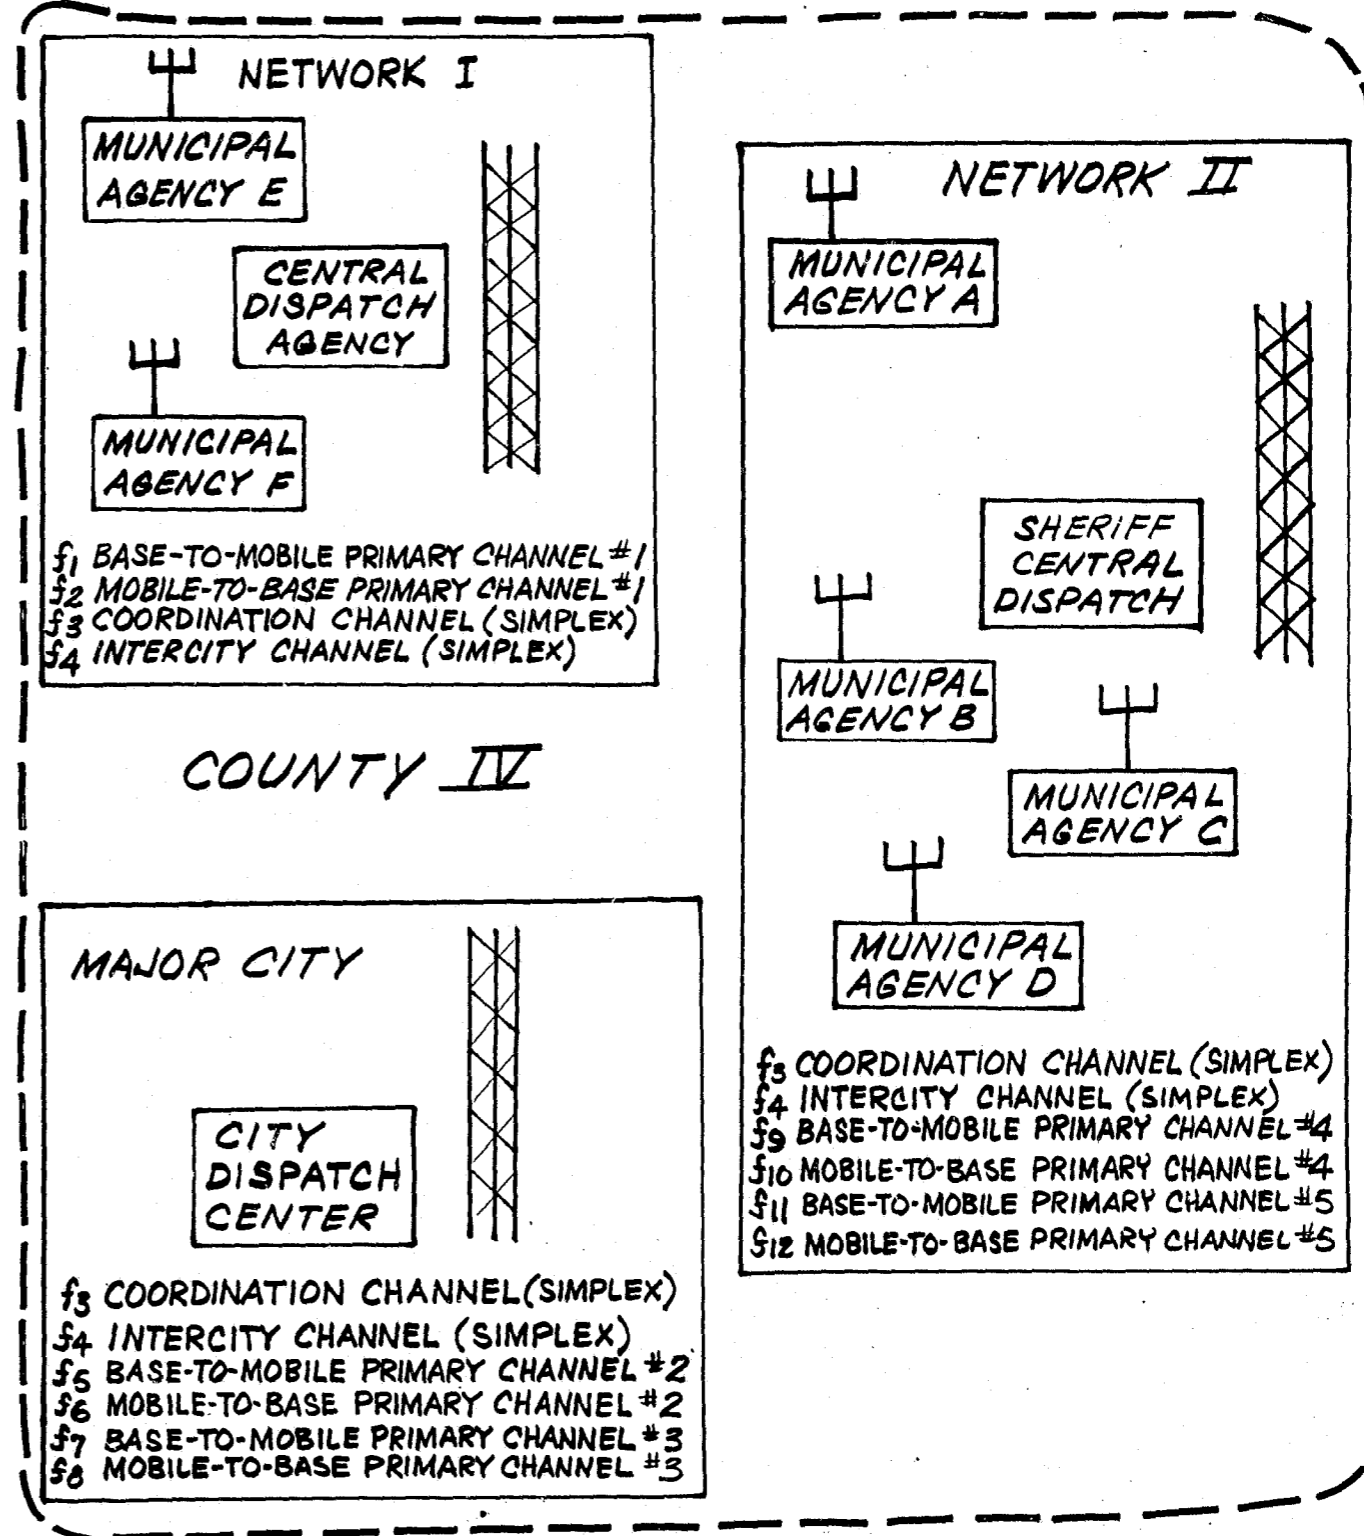 NETWORK I
MUNICIPAL
AGENCY E
CENTRAL
DISPATCH
AGENCY
MUNICIPAL
AGENCY F
f1 BASE-TO-MOBILE PRIMARY CHANNEL #1
f2 MOBILE-TO-BASE PRIMARY CHANNEL #1
f3 COORDINATION CHANNEL (SIMPLEX)
f4 INTERCITY CHANNEL (SIMPLEX)
NETWORK II
MUNICIPAL
AGENCY A
SHERIFF
CENTRAL
DISPATCH
MUNICIPAL
AGENCY B
MUNICIPAL
AGENCY C
MUNICIPAL
AGENCY D
f3 COORDINATION CHANNEL (SIMPLEX)
f4 INTERCITY CHANNEL (SIMPLEX)
f9 BASE-TO-MOBILE PRIMARY CHANNEL #4
f10 MOBILE-TO-BASE PRIMARY CHANNEL #4
f11 BASE-TO-MOBILE PRIMARY CHANNEL #5
f12 MOBILE-TO-BASE PRIMARY CHANNEL #5
COUNTY IV
MAJOR CITY
CITY
DISPATCH
CENTER
f3 COORDINATION CHANNEL (SIMPLEX)
f4 INTERCITY CHANNEL (SIMPLEX)
f5 BASE-TO-MOBILE PRIMARY CHANNEL #2
f6 MOBILE-TO-BASE PRIMARY CHANNEL #2
f7 BASE-TO-MOBILE PRIMARY CHANNEL #3
f8 MOBILE-TO-BASE PRIMARY CHANNEL #3